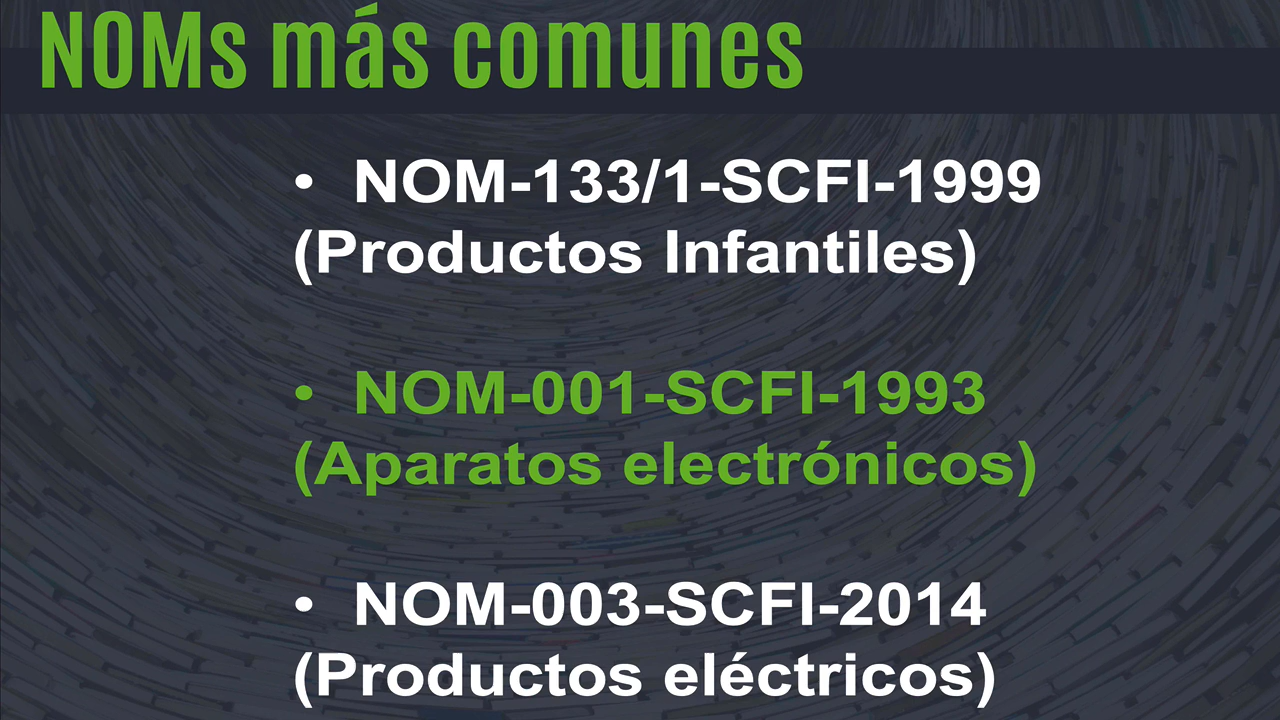 NOMs más comunes
• NOM-133/1-SCFI-1999
(Productos Infantiles)
• NOM-001-SCFI-1993
(Aparatos electrónicos)
• NOM-003-SCFI-2014
(Productos eléctricos)